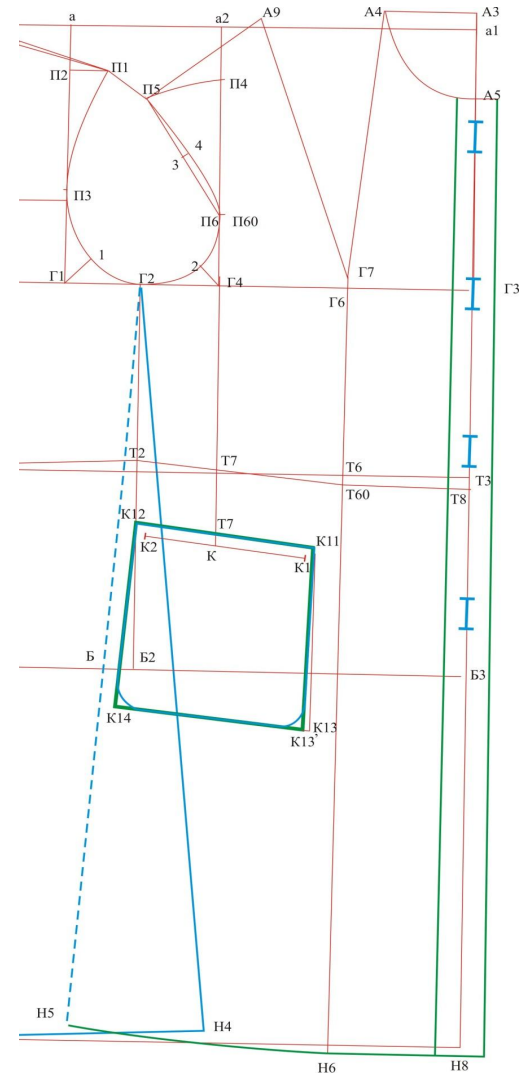 А9 А4 А3
а а2 а1
П1
П2 П5 П4 А5
4
3
П3 П6 П60
1 2 Г7
Г1 Г2 Г4 Г3
Г6
Т2 Т7 Т6
Т3
Т60 Т8
К12 Т7
К2 К К1 К11
Б Б2 Б3
К14 К13' К13
Н5 Н4
Н6 Н8